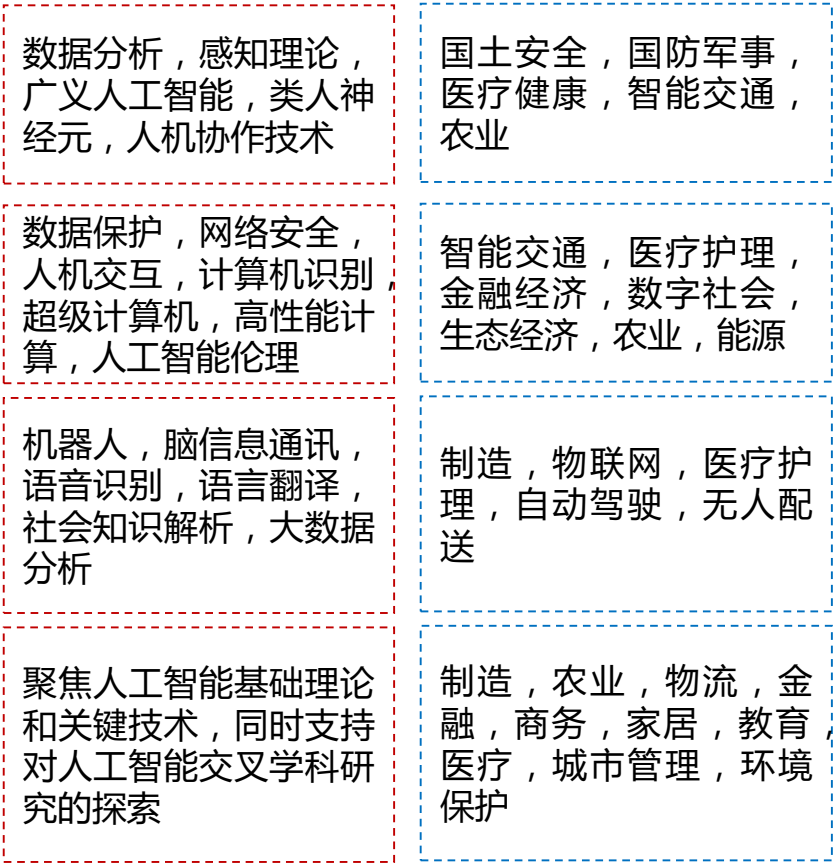 数据分析，感知理论，
广义人工智能，类人神
经元，人机协作技术
国土安全，国防军事，
医疗健康，智能交通，
农业
数据保护，网络安全，
人机交互，计算机识别，
超级计算机，高性能计
算，人工智能伦理
智能交通，医疗护理，
金融经济，数字社会，
生态经济，农业，能源
机器人，脑信息通讯，
语音识别，语言翻译，
社会知识解析，大数据
分析
制造，物联网，医疗护
理，自动驾驶，无人配
送
聚焦人工智能基础理论
和关键技术，同时支持
对人工智能交叉学科研
究的探索
制造，农业，物流，金
融，商务，家居，教育，
医疗，城市管理，环境
保护